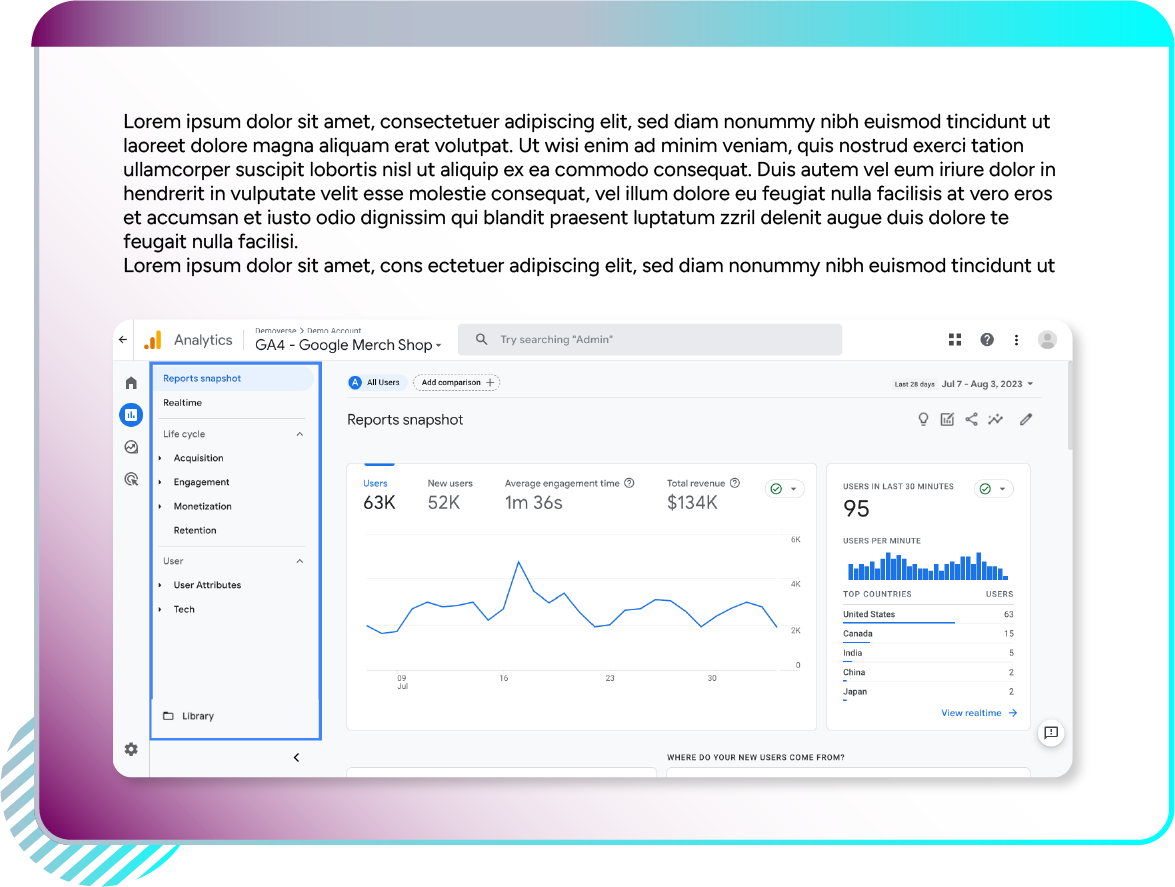 Lorem ipsum dolor sit amet, consectetuer adipiscing elit, sed diam nonummy nibh euismod tincidunt ut
laoreet dolore magna aliquam erat volutpat. Ut wisi enim ad minim veniam, quis nostrud exerci tation
ullamcorper suscipit lobortis nisl ut aliquip ex ea commodo consequat. Duis autem vel eum iriure dolor in
hendrerit in vulputate velit esse molestie consequat, vel illum dolore eu feugiat nulla facilisis at vero eros
et accumsan et iusto odio dignissim qui blandit praesent luptatum zzril delenit augue duis dolore te
feugait nulla facilisi.
Lorem ipsum dolor sit amet, cons ectetuer adipiscing elit, sed diam nonummy nibh euismod tincidunt ut
Analytics
Demoverse > Demo Account
GA4 - Google Merch Shop
Try searching "Admin"
Reports snapshot
Realtime
Life cycle
Acquisition
Engagement
Monetization
Retention
User
User Attributes
Tech
Library
A All Users
Add comparison +
Last 28 days Jul 7 - Aug 3, 2023
Reports snapshot
Users
63K
New users
52K
Average engagement time
1m 36s
Total revenue
$134K
6K
4K
2K
0
09
Jul
16
23
30
USERS IN LAST 30 MINUTES
95
USERS PER MINUTE
TOP COUNTRIES USERS
United States 63
Canada 15
India 5
China 2
Japan 2
View realtime
WHERE DO YOUR NEW USERS COME FROM?